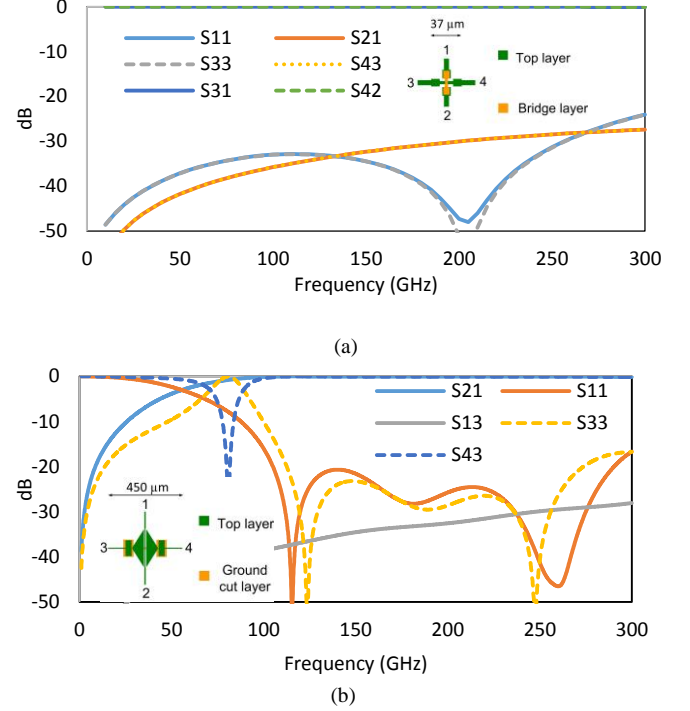 0
-10
-20
-30
-40
-50
dB
S11 S21
S33 S43
S31 S42
37 μm
1
3 4
2
Top layer
Bridge layer
0 50 100 150 200 250 300
Frequency (GHz)
(a)
0
-10
-20
-30
-40
-50
dB
S21 S11
S13 S33
S43
450 μm
1
3 4
2
Top layer
Ground
cut layer
0 50 100 150 200 250 300
Frequency (GHz)
(b)